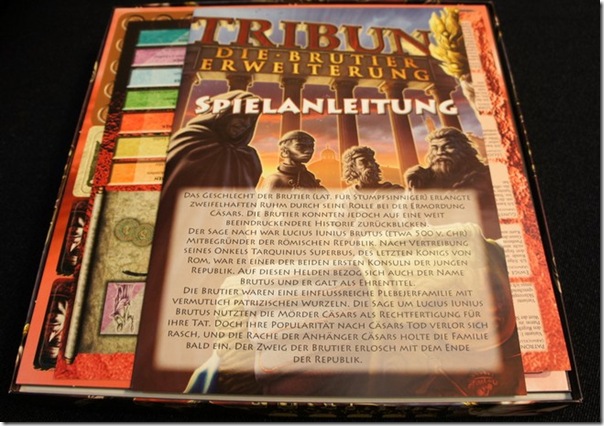 TRIBUN
DIE·BRUTIER
ERWEITERUNG
SPIELANLEITUNG
DAS GESCHLECHT DER BRUTIER (LAT. FÜR STUMPFSINNIGER) ERLANGTE
ZWEIFELHAFTEN RUHM DURCH SEINE ROLLE BEI DER ERMORDUNG
CÄSARS. DIE BRUTIER KONNTEN JEDOCH AUF EINE WEIT
BEEINDRUCKENDERE HISTORIE ZURÜCKBLICKEN.
DER SAGE NACH WAR LUCIUS IUNIUS BRUTUS (ETWA 500 V. CHR)
MITBEGRÜNDER DER RÖMISCHEN REPUBLIK. NACH VERTREIBUNG
SEINES ONKELS TARQUINIUS SUPERBUS, DES LETZTEN KÖNIGS VON
ROM, WAR ER EINER DER BEIDEN ERSTEN KONSULN DER JUNGEN
REPUBLIK. AUF DIESEN HELDEN BEZOG SICH AUCH DER NAME
BRUTUS UND ER GALT ALS EHRENTITEL.
DIE BRUTIER WAREN EINE EINFLUSSREICHE PLEBEJERFAMILIE MIT
VERMUTLICH PATRIZISCHEN WURZELN. DIE SAGE UM LUCIUS IUNIUS
BRUTUS NUTZTEN DIE MÖRDER CÄSARS ALS RECHTFERTIGUNG FÜR
IHRE TAT. DOCH IHRE POPULARITÄT NACH CÄSARS TOD VERLOR SICH
RASCH, UND DIE RACHE DER ANHÄNGER CÄSARS HOLTE DIE FAMILIE
BALD EIN. DER ZWEIG DER BRUTIER ERLOSCH MIT DEM ENDE
DER REPUBLIK.